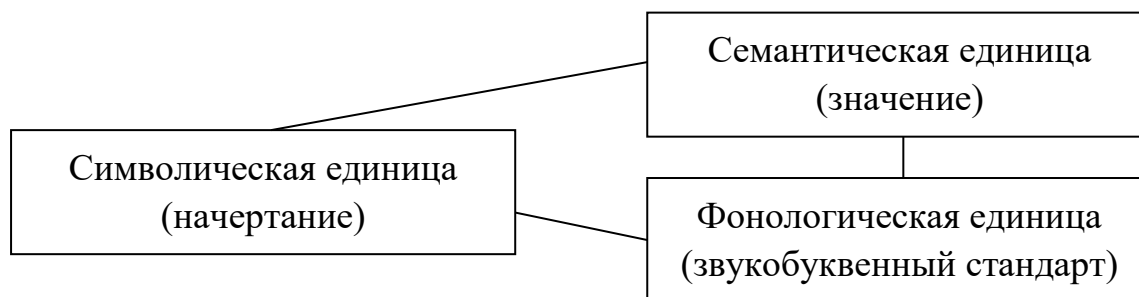 Семантическая единица
(значение)
Символическая единица
(начертание)
Фонологическая единица
(звукобуквенный стандарт)